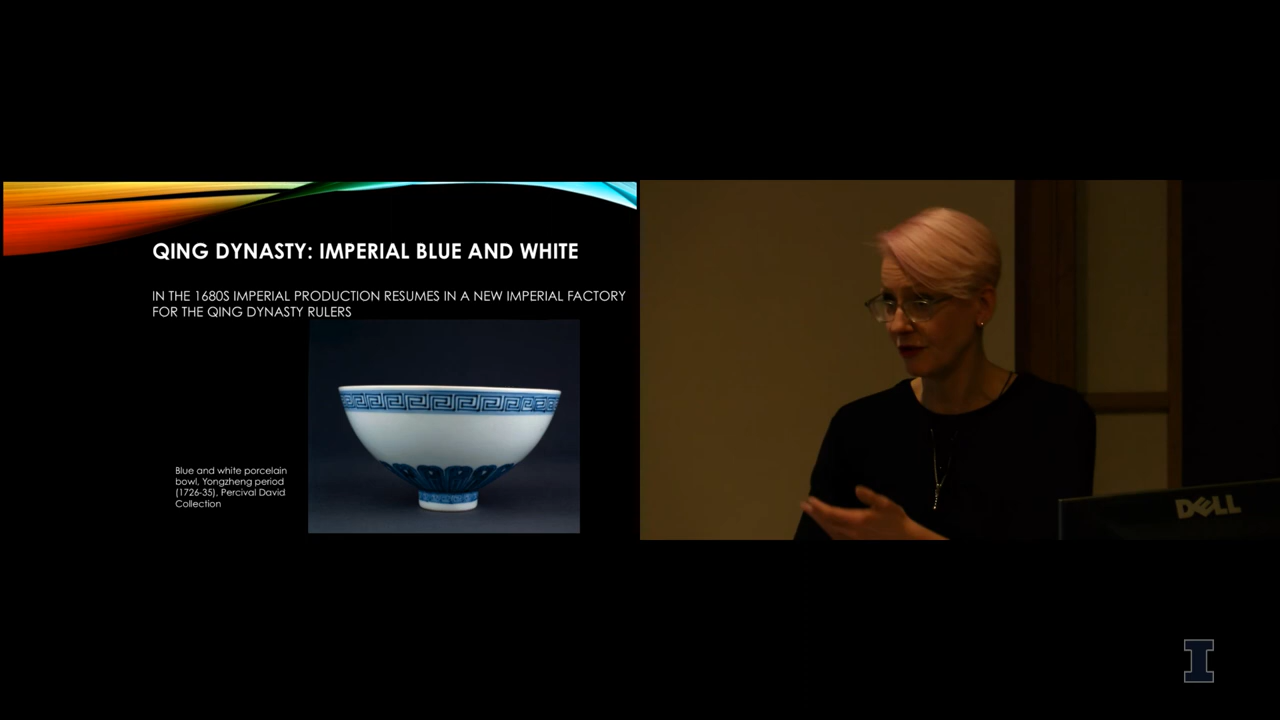 QING DYNASTY: IMPERIAL BLUE AND WHITE
IN THE 1680S IMPERIAL PRODUCTION RESUMES IN A NEW IMPERIAL FACTORY
FOR THE QING DYNASTY RULERS
Blue and white porcelain
bowl, Yongzheng period
(1726-35), Percival David
Collection
DELL
I